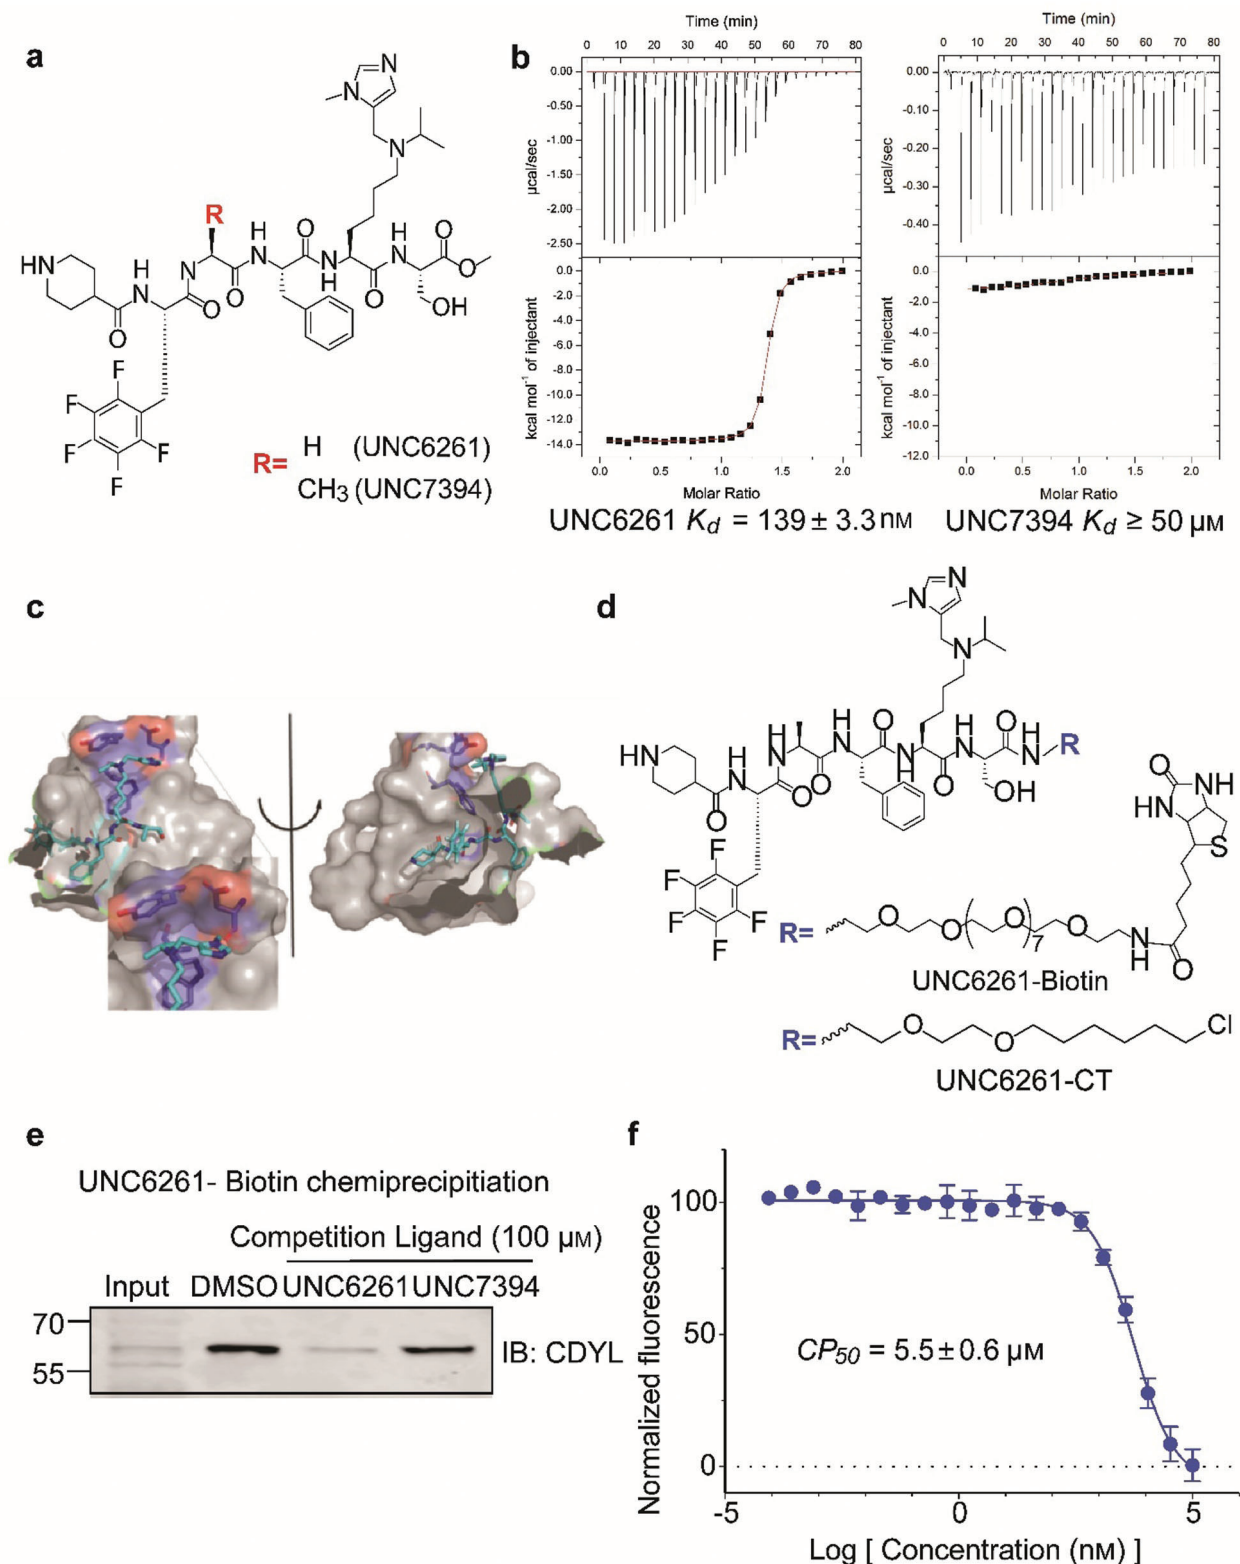 a
N
N
N
R
H
N
O
H
N
O
HN
H
N
N
O
O
N
H
O
N
H
O
O
OH
F
F
F
F
F
R= H (UNC6261)
CH3 (UNC7394)
b
Time (min)
0 10 20 30 40 50 60 70 80
0.00
-0.50
-1.00
-1.50
-2.00
-2.50
µcal/sec
0.0
-2.0
-4.0
-6.0
-8.0
-10.0
-12.0
-14.0
kcal mol-1 of injectant
0.0 0.5 1.0 1.5 2.0
Molar Ratio
UNC6261 Kd = 139 ± 3.3 nM
Time (min)
0 10 20 30 40 50 60 70 80
0.00
-0.10
-0.20
-0.30
-0.40
µcal/sec
0.0
-2.0
-4.0
-6.0
-8.0
-10.0
-12.0
kcal mol-1 of injectant
0.0 0.5 1.0 1.5 2.0
Molar Ratio
UNC7394 Kd ≥ 50 µM
c
d
N
N
N
H
N
O
H
N
O
H
N
O
HN
R
HN
H
N
O
O
O
N
H
O
OH
F
F
F
F
F
O
HN
NH
S
R= O O (O)7 O N
H
O
UNC6261-Biotin
R= O O Cl
UNC6261-CT
e
UNC6261- Biotin chemiprecipitiation
Competition Ligand (100 µM)
Input DMSO UNC6261 UNC7394
70
55
IB: CDYL
f
100
50
0
Normalized fluorescence
CP50 = 5.5 ± 0.6 µM
-5 0 5
Log [ Concentration (nM) ]